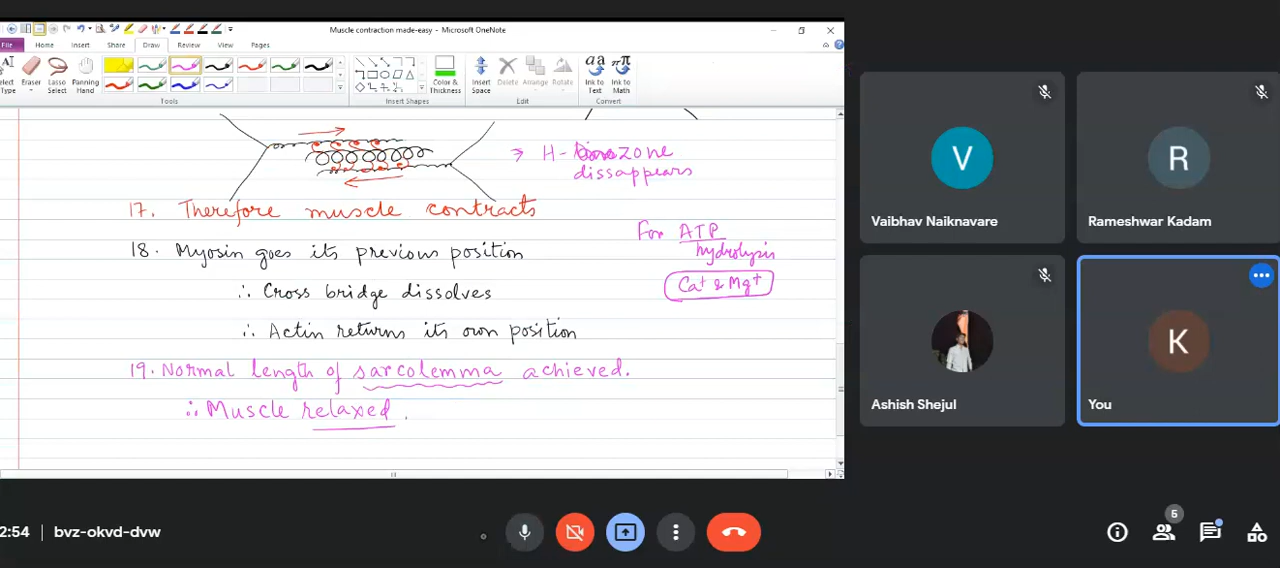 Muscle contraction made-easy - Microsoft OneNote
File Home Insert Share Draw Review View Pages
Select Type Eraser Lasso Select Panning Hand
Color & Thickness Insert Space Delete Arrange Rotate Ink to Text Ink to Math
Tools Insert Shapes Edit Convert
→ H- zone
dissappears
17. Therefore muscle contracts
18. Myosin goes its previous position
∴ Cross bridge dissolves
∴ Actin returns its own position
19. Normal length of sarcolemma achieved.
∴ Muscle relaxed.
For ATP
hydrolysis
Ca+ & Mg+
V
Vaibhav Naiknavare
R
Rameshwar Kadam
Ashish Shejul
K
You
2:54 | bvz-okvd-dvw
5